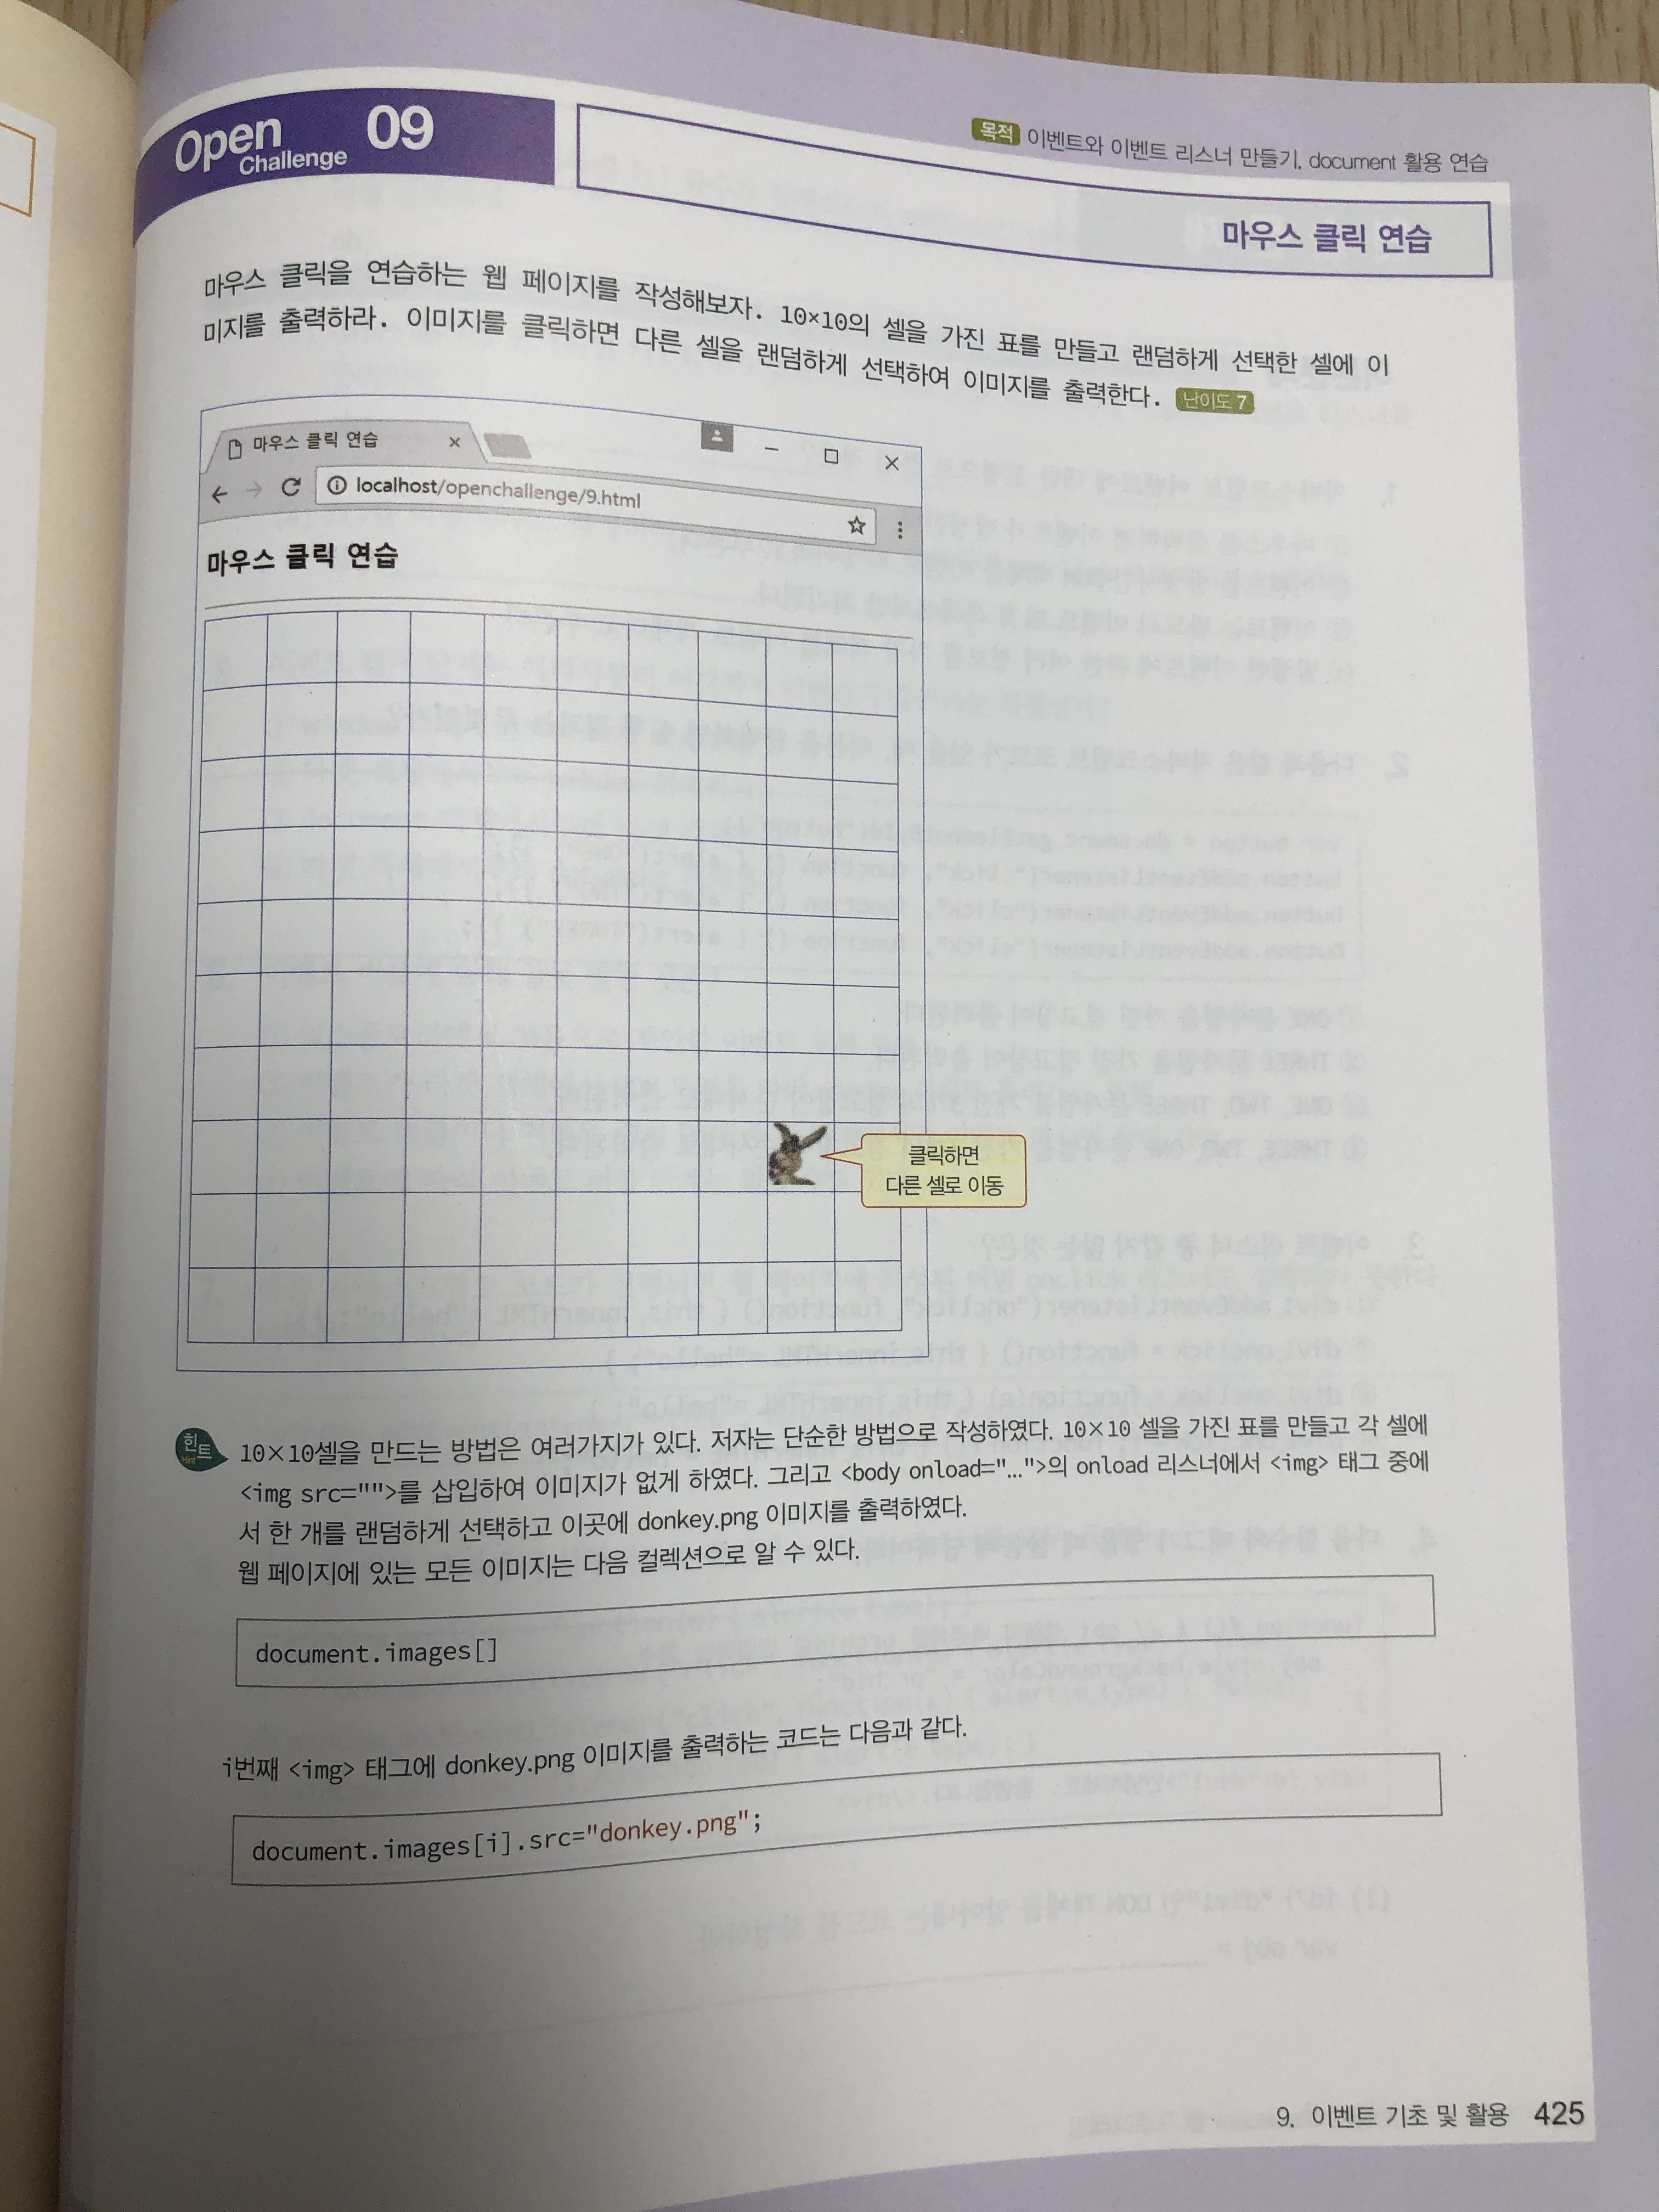 Open
Challenge 09
목적 이벤트와 이벤트 리스너 만들기, document 활용 연습
마우스 클릭 연습
마우스 클릭을 연습하는 웹 페이지를 작성해보자. 10×10의 셀을 가진 표를 만들고 랜덤하게 선택한 셀에 이
미지를 출력하라. 이미지를 클릭하면 다른 셀을 랜덤하게 선택하여 이미지를 출력한다. 난이도 7
마우스 클릭 연습
localhost/openchallenge/9.html
마우스 클릭 연습
클릭하면
다른 셀로 이동
힌트
Hint
10×10셀을 만드는 방법은 여러가지가 있다. 저자는 단순한 방법으로 작성하였다. 10×10 셀을 가진 표를 만들고 각 셀에
<img src="">를 삽입하여 이미지가 없게 하였다. 그리고 <body onload="...">의 onload 리스너에서 <img> 태그 중에
서 한 개를 랜덤하게 선택하고 이곳에 donkey.png 이미지를 출력하였다.
웹 페이지에 있는 모든 이미지는 다음 컬렉션으로 알 수 있다.
document.images[]
i번째 <img> 태그에 donkey.png 이미지를 출력하는 코드는 다음과 같다.
document.images[i].src="donkey.png";
9. 이벤트 기초 및 활용 425